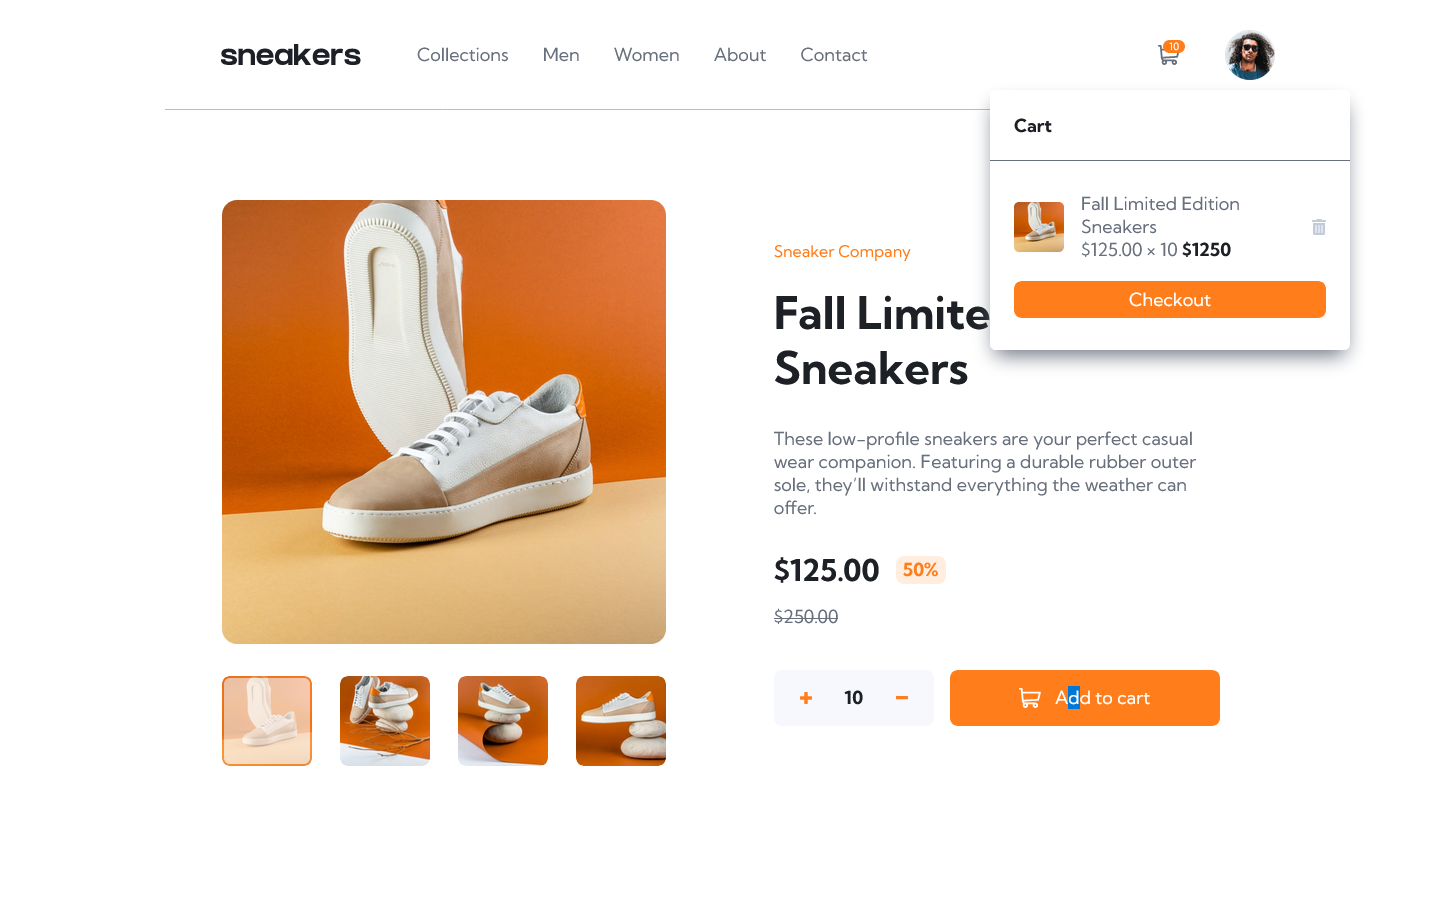 sneakers
Collections
Men
Women
About
Contact
10
Cart
Fall Limited Edition
Sneakers
$125.00 × 10 $1250
Checkout
Sneaker Company
Fall Limite
Sneakers
These low-profile sneakers are your perfect casual
wear companion. Featuring a durable rubber outer
sole, they'll withstand everything the weather can
offer.
$125.00 50%
$250.00
+ 10 −
Add to cart